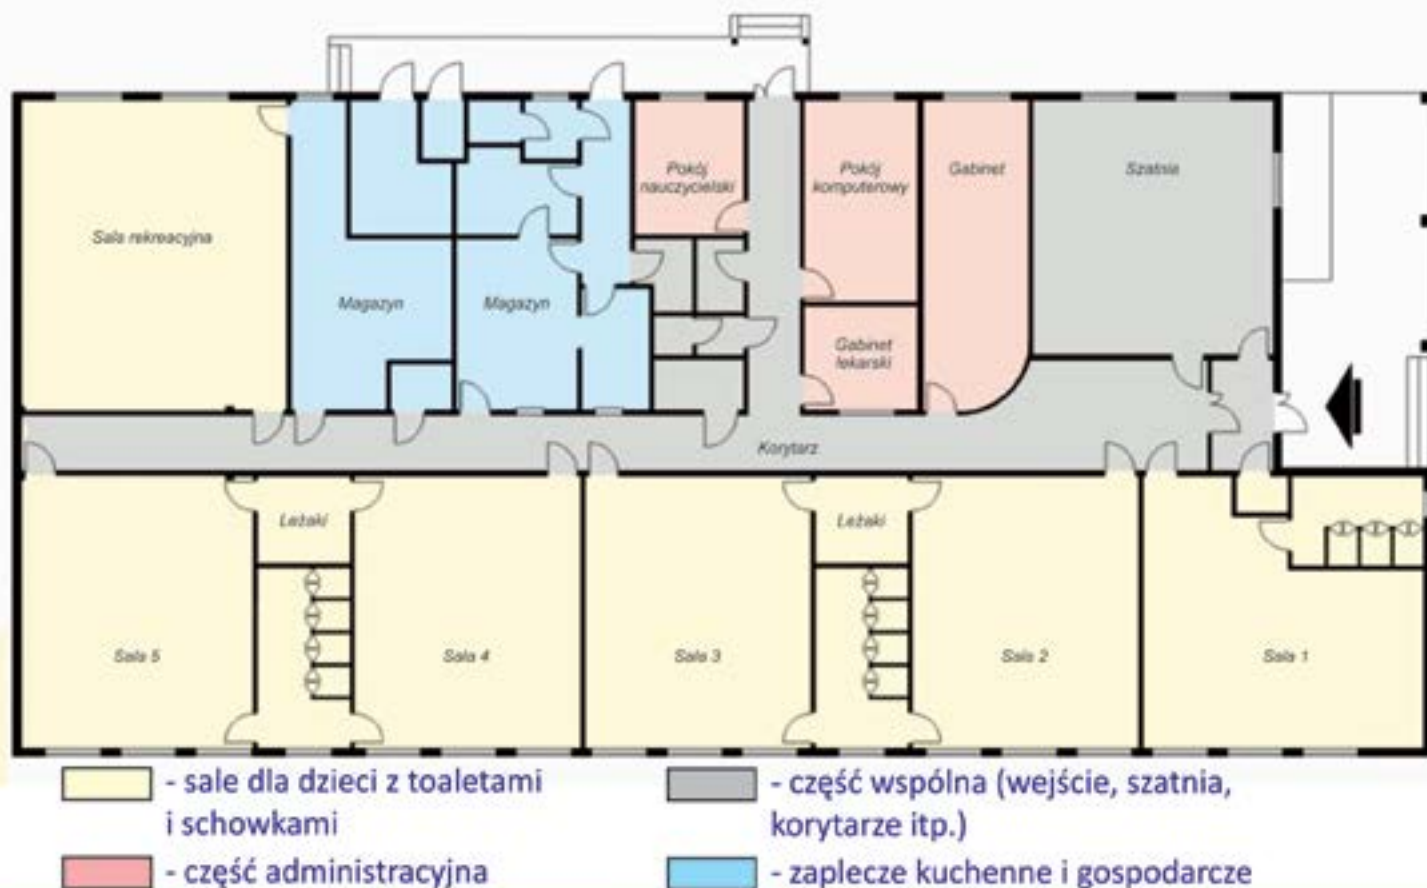 Sala rekreacyjna
Magazyn
Magazyn
Pokój
nauczycielski
Pokój
komputerowy
Gabinet
lekarski
Gabinet
Szatnia
Korytarz
Leżaki
Leżaki
Sala 5
Sala 4
Sala 3
Sala 2
Sala 1
- sale dla dzieci z toaletami
i schowkami
- część administracyjna
- część wspólna (wejście, szatnia,
korytarze itp.)
- zaplecze kuchenne i gospodarcze